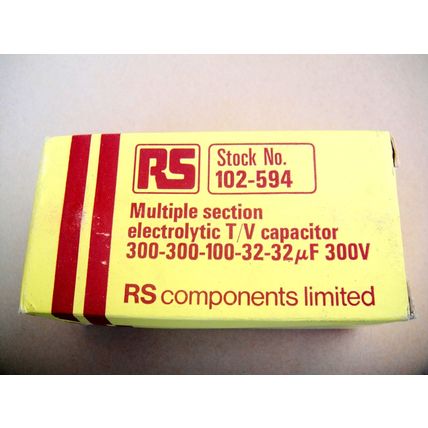 RS
Stock No.
102-594
Multiple section
electrolytic T/V capacitor
300-300-100-32-32µF 300V
RS components limited